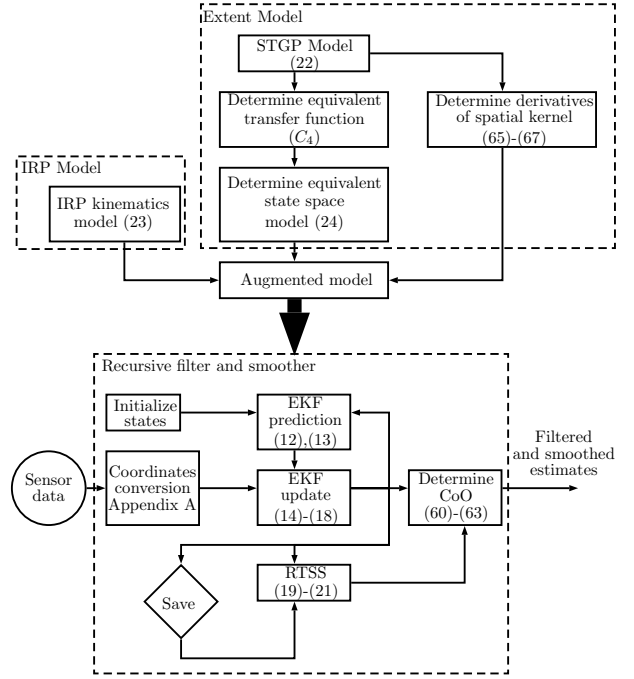 Extent Model
STGP Model
(22)
Determine equivalent
transfer function
(C₄)
Determine derivatives
of spatial kernel
(65)-(67)
IRP Model
IRP kinematics
model (23)
Determine equivalent
state space
model (24)
Augmented model
Recursive filter and smoother
Initialize
states
EKF
prediction
(12),(13)
Sensor
data
Coordinates
conversion
Appendix A
EKF
update
(14)-(18)
Determine
CoO
(60)-(63)
Filtered
and smoothed
estimates
Save
RTSS
(19)-(21)